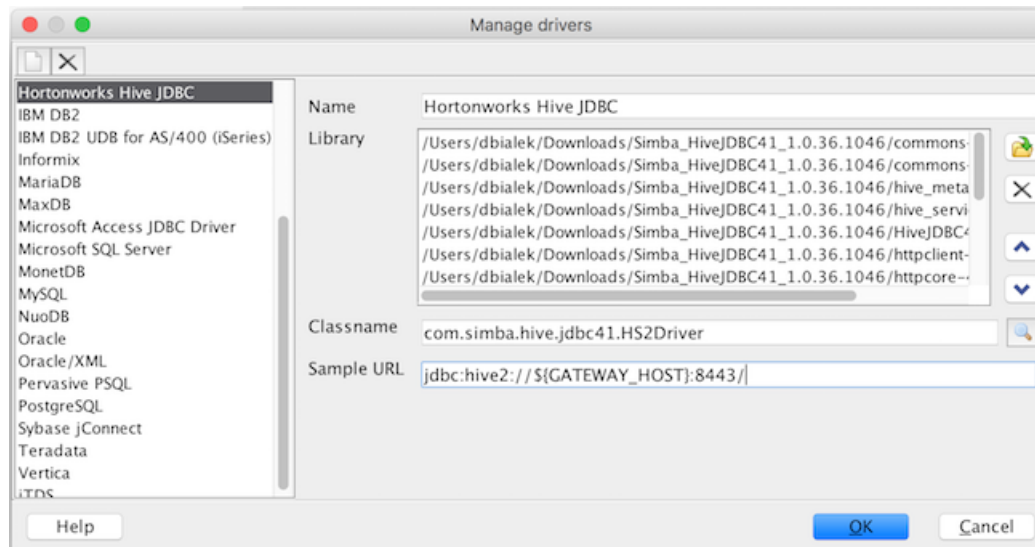 Manage drivers
Hortonworks Hive JDBC
IBM DB2
IBM DB2 UDB for AS/400 (iSeries)
Informix
MariaDB
MaxDB
Microsoft Access JDBC Driver
Microsoft SQL Server
MonetDB
MySQL
NuoDB
Oracle
Oracle/XML
Pervasive PSQL
PostgreSQL
Sybase jConnect
Teradata
Vertica
jTDS
Name
Hortonworks Hive JDBC
Library
/Users/dbialek/Downloads/Simba_HiveJDBC41_1.0.36.1046/commons-
/Users/dbialek/Downloads/Simba_HiveJDBC41_1.0.36.1046/commons-
/Users/dbialek/Downloads/Simba_HiveJDBC41_1.0.36.1046/hive_meta
/Users/dbialek/Downloads/Simba_HiveJDBC41_1.0.36.1046/hive_servi
/Users/dbialek/Downloads/Simba_HiveJDBC41_1.0.36.1046/HiveJDBC4
/Users/dbialek/Downloads/Simba_HiveJDBC41_1.0.36.1046/httpclient-
/Users/dbialek/Downloads/Simba_HiveJDBC41_1.0.36.1046/httpcore-
Classname
com.simba.hive.jdbc41.HS2Driver
Sample URL
jdbc:hive2://${GATEWAY_HOST}:8443/
Help
OK
Cancel